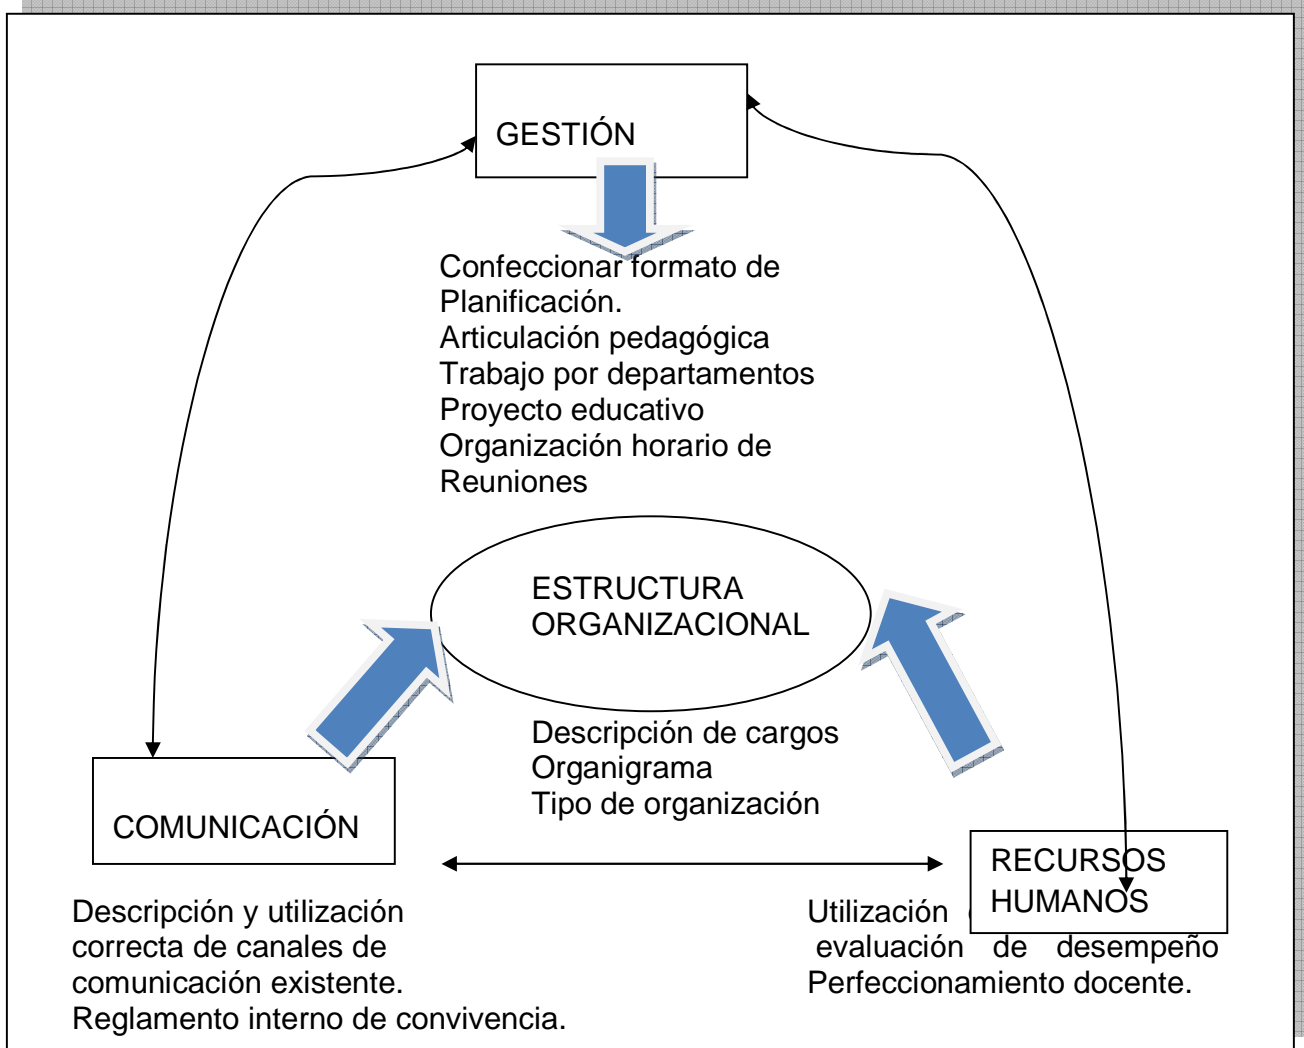 GESTIÓN
Confeccionar formato de
Planificación.
Articulación pedagógica
Trabajo por departamentos
Proyecto educativo
Organización horario de
Reuniones
ESTRUCTURA
ORGANIZACIONAL
Descripción de cargos
Organigrama
Tipo de organización
COMUNICACIÓN
Descripción y utilización
correcta de canales de
comunicación existente.
Reglamento interno de convivencia.
RECURSOS
HUMANOS
Utilización
evaluación de desempeño
Perfeccionamiento docente.